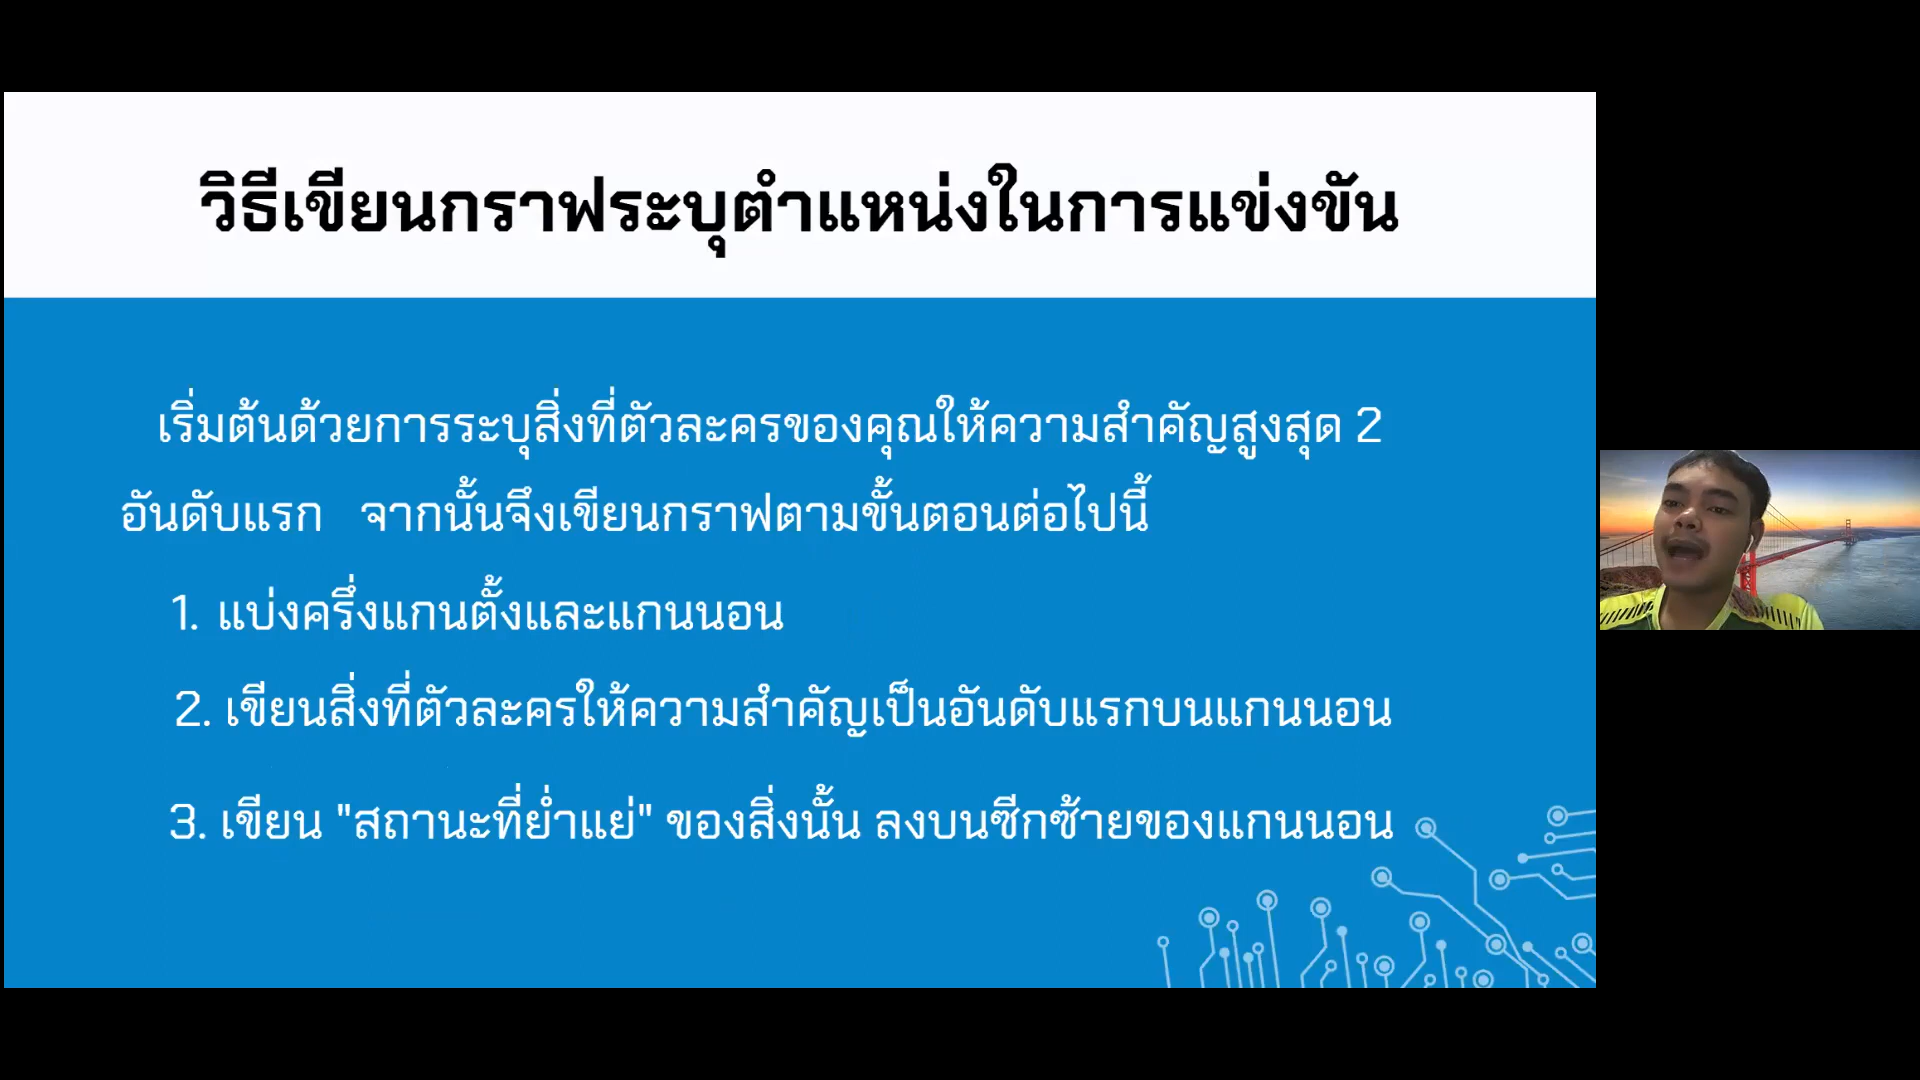 วิธีเขียนกราฟระบุตำแหน่งในการแข่งขัน
เริ่มต้นด้วยการระบุสิ่งที่ตัวละครของคุณให้ความสำคัญสูงสุด 2
อันดับแรก จากนั้นจึงเขียนกราฟตามขั้นตอนต่อไปนี้
1. แบ่งครึ่งแกนตั้งและแกนนอน
2. เขียนสิ่งที่ตัวละครให้ความสำคัญเป็นอันดับแรกบนแกนนอน
3. เขียน "สถานะที่ย่ำแย่" ของสิ่งนั้น ลงบนซีกซ้ายของแกนนอน